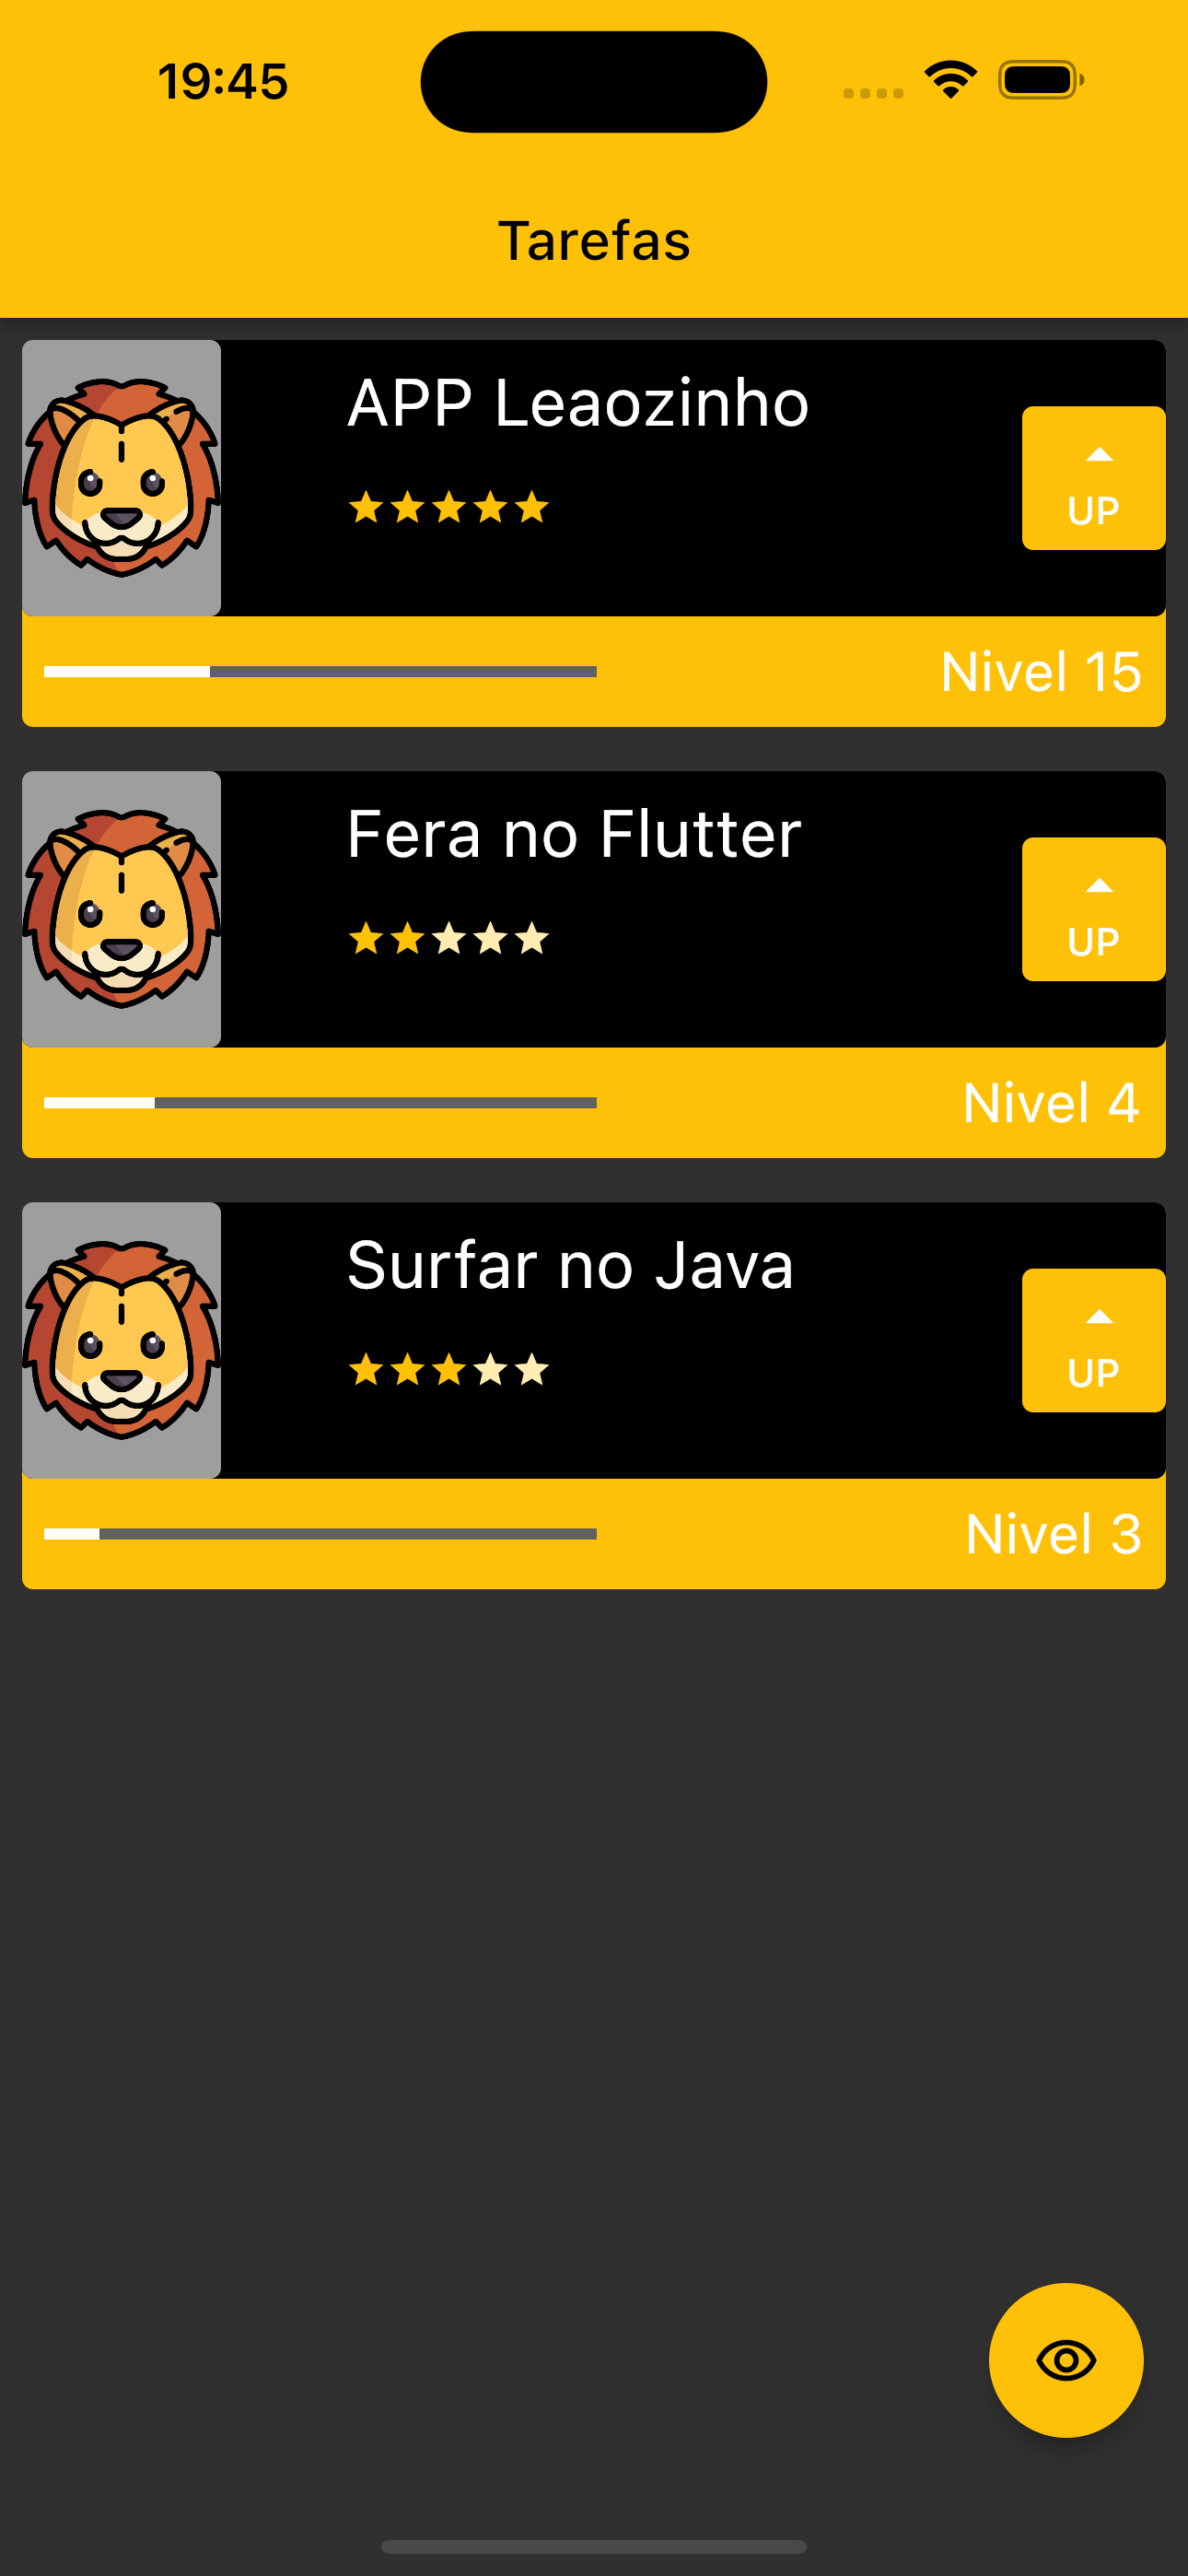 19:45
Tarefas
APP Leaozinho
UP
Nivel 15
Fera no Flutter
UP
Nivel 4
Surfar no Java
UP
Nivel 3